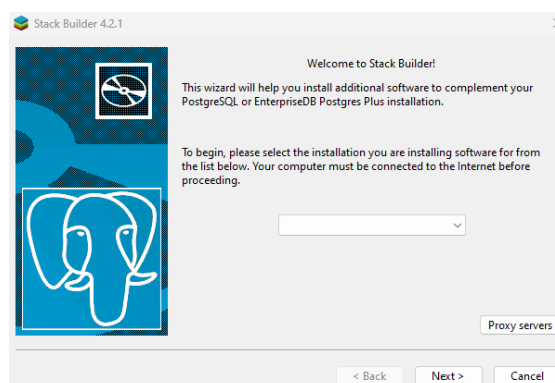 Stack Builder 4.2.1
Welcome to Stack Builder!
This wizard will help you install additional software to complement your
PostgreSQL or EnterpriseDB Postgres Plus installation.
To begin, please select the installation you are installing software for from
the list below. Your computer must be connected to the Internet before
proceeding.
Proxy servers
< Back
Next >
Cancel